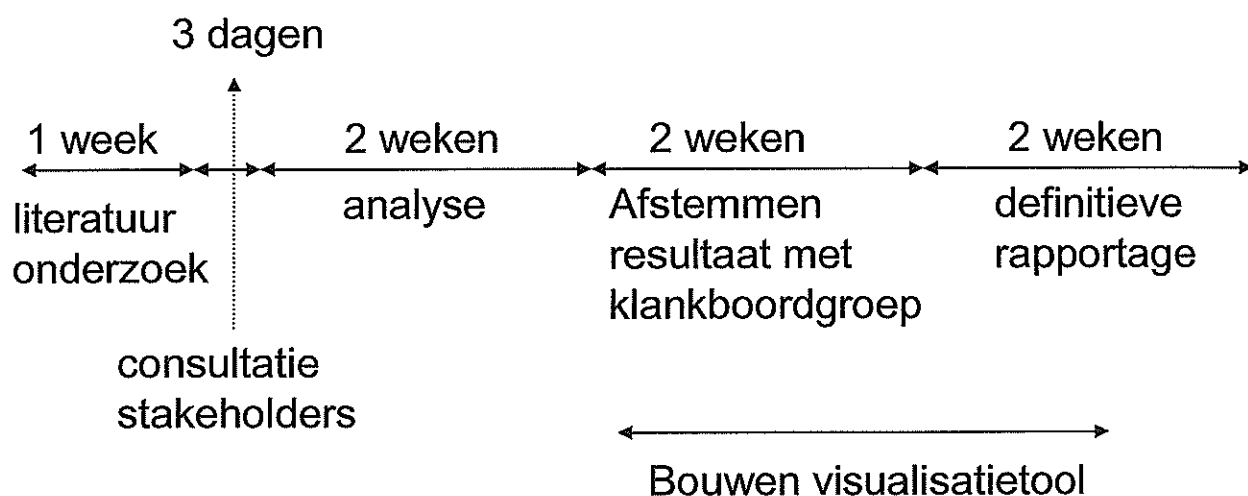 3 dagen
1 week
2 weken
2 weken
2 weken
literatuur
onderzoek
analyse
Afstemmen
resultaat met
klankboordgroep
definitieve
rapportage
consultatie
stakeholders
Bouwen visualisatietool